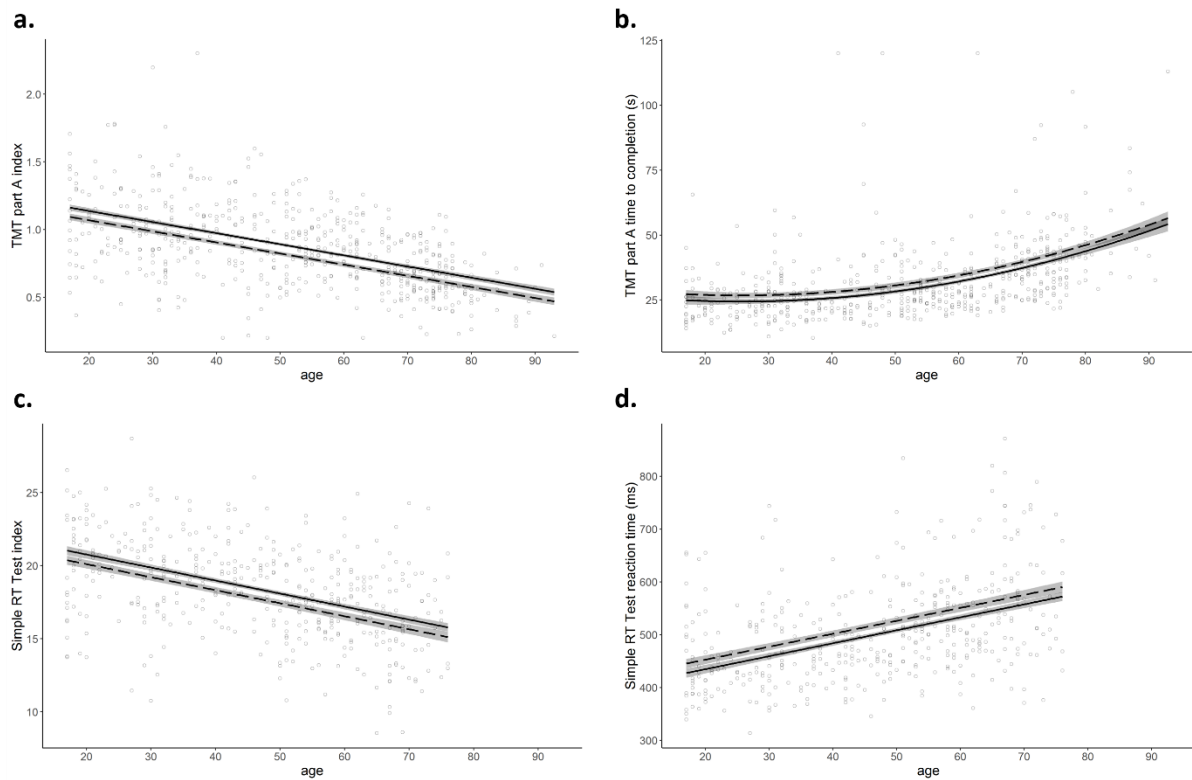 a.
TMT part A index
2.0
1.5
1.0
0.5
20 30 40 50 60 70 80 90
age
b.
TMT part A time to completion (s)
125
100
75
50
25
20 30 40 50 60 70 80 90
age
c.
Simple RT Test index
25
20
15
10
20 30 40 50 60 70 80 90
age
d.
Simple RT Test reaction time (ms)
800
700
600
500
400
300
20 30 40 50 60 70 80 90
age